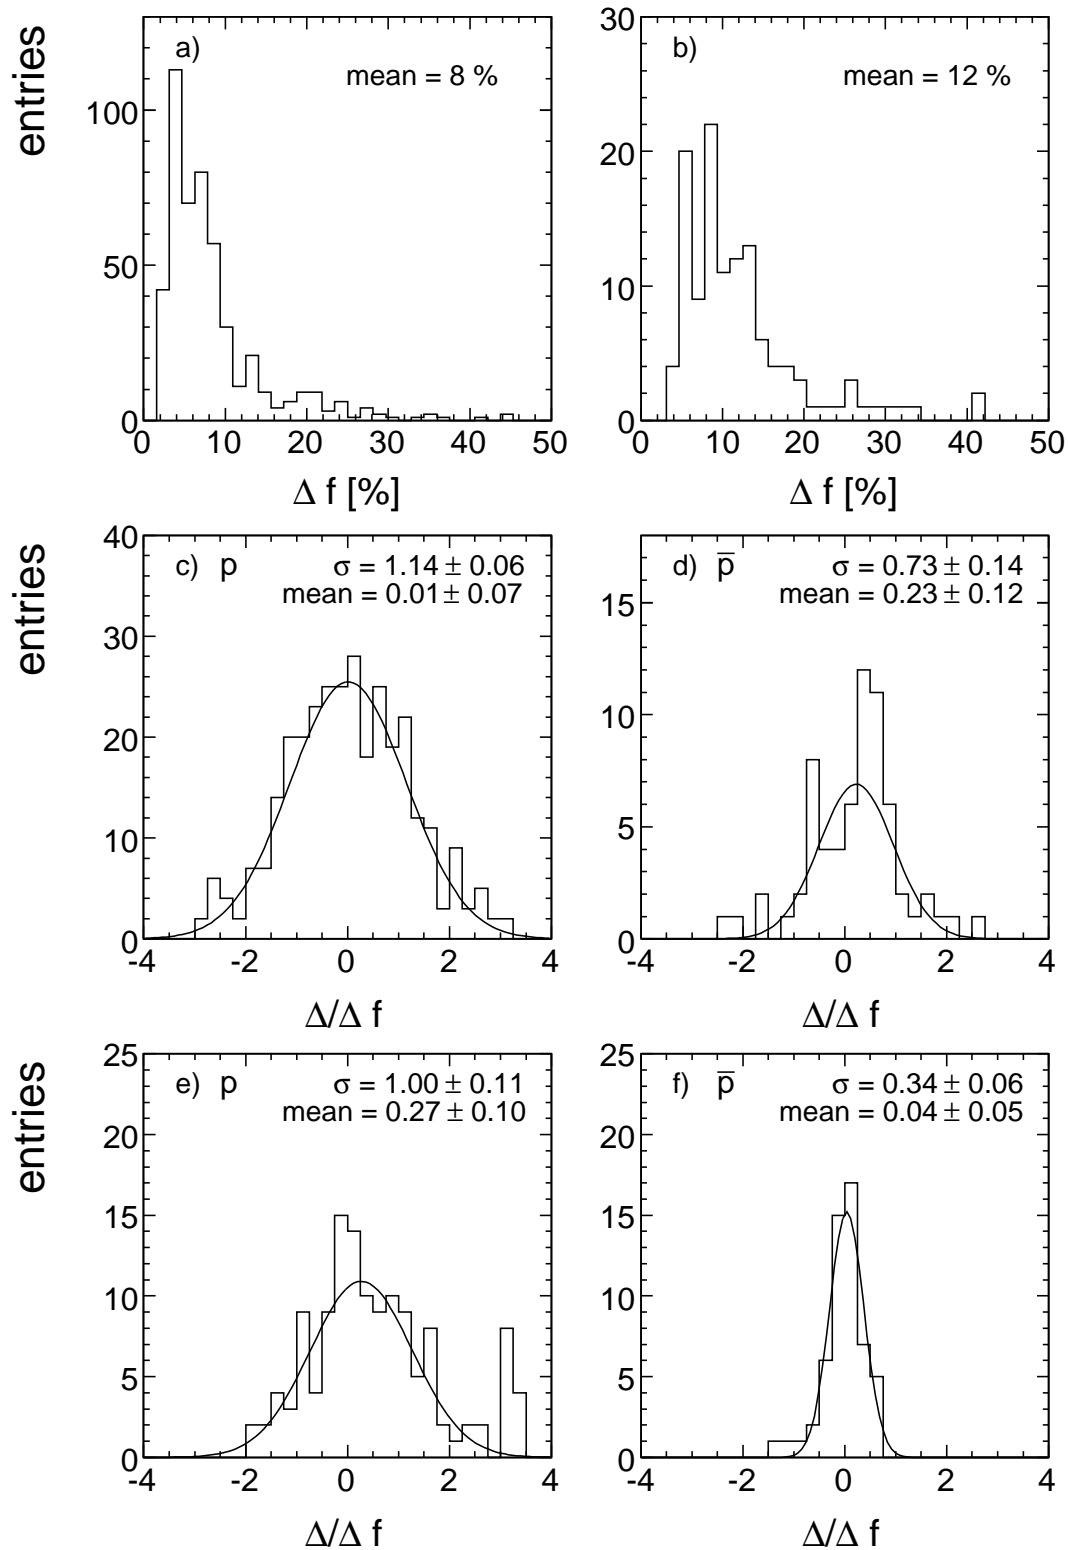 entries
a)
mean = 8 %
100
50
0
0 10 20 30 40 50
Δ f [%]
b)
mean = 12 %
30
20
10
0
0 10 20 30 40 50
Δ f [%]
entries
c) p σ = 1.14 ± 0.06
mean = 0.01 ± 0.07
40
30
20
10
0
-4 -2 0 2 4
Δ/Δ f
d) p̅ σ = 0.73 ± 0.14
mean = 0.23 ± 0.12
15
10
5
0
-4 -2 0 2 4
Δ/Δ f
entries
e) p σ = 1.00 ± 0.11
mean = 0.27 ± 0.10
25
20
15
10
5
0
-4 -2 0 2 4
Δ/Δ f
f) p̅ σ = 0.34 ± 0.06
mean = 0.04 ± 0.05
25
20
15
10
5
0
-4 -2 0 2 4
Δ/Δ f